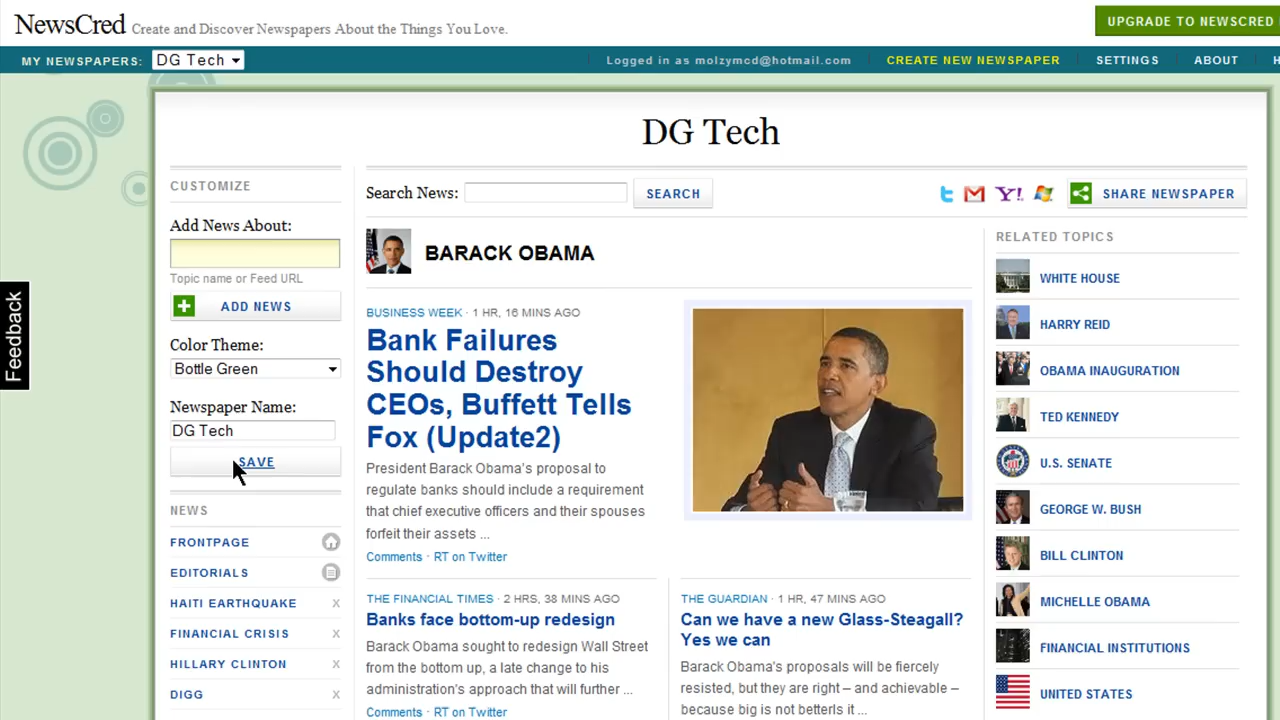 NewsCred Create and Discover Newspapers About the Things You Love.
UPGRADE TO NEWSCRED
MY NEWSPAPERS: DG Tech
Logged in as molzymcd@hotmail.com
CREATE NEW NEWSPAPER
SETTINGS
ABOUT
H
DG Tech
Feedback
CUSTOMIZE
Add News About:
Topic name or Feed URL
ADD NEWS
Color Theme:
Bottle Green
Newspaper Name:
DG Tech
SAVE
NEWS
FRONTPAGE
EDITORIALS
HAITI EARTHQUAKE X
FINANCIAL CRISIS X
HILLARY CLINTON X
DIGG X
Search News:
SEARCH
Y!
SHARE NEWSPAPER
BARACK OBAMA
BUSINESS WEEK · 1 HR, 16 MINS AGO
Bank Failures
Should Destroy
CEOs, Buffett Tells
Fox (Update2)
President Barack Obama's proposal to
regulate banks should include a requirement
that chief executive officers and their spouses
forfeit their assets ...
Comments · RT on Twitter
THE FINANCIAL TIMES · 2 HRS, 38 MINS AGO
Banks face bottom-up redesign
Barack Obama sought to redesign Wall Street
from the bottom up, a late change to his
administration's approach that will further ...
Comments · RT on Twitter
THE GUARDIAN · 1 HR, 47 MINS AGO
Can we have a new Glass-Steagall?
Yes we can
Barack Obama's proposals will be fiercely
resisted, but they are right – and achievable –
because big is not betterIs it ...
RELATED TOPICS
WHITE HOUSE
HARRY REID
OBAMA INAUGURATION
TED KENNEDY
U.S. SENATE
GEORGE W. BUSH
BILL CLINTON
MICHELLE OBAMA
FINANCIAL INSTITUTIONS
UNITED STATES